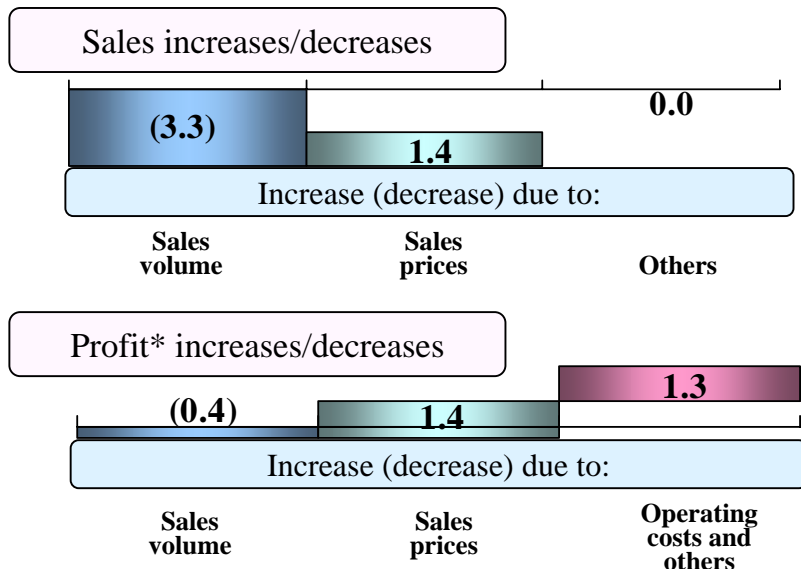 Sales increases/decreases
0.0
(3.3)
1.4
Increase (decrease) due to:
Sales
volume
Sales
prices
Others
Profit* increases/decreases
1.3
(0.4)
1.4
Increase (decrease) due to:
Sales
volume
Sales
prices
Operating
costs and
others